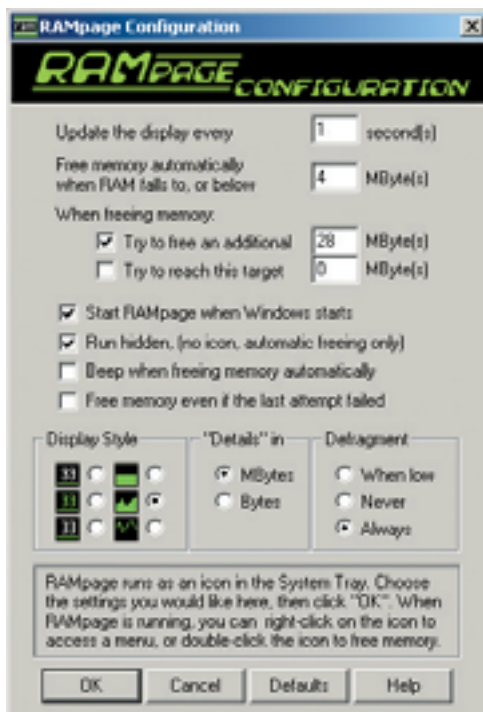 RAMpage Configuration
RAMPAGE CONFIGURATION
Update the display every 1 second(s)
Free memory automatically
when RAM falls to, or below 4 MByte(s)
When freeing memory:
Try to free an additional 28 MByte(s)
Try to reach this target 0 MByte(s)
Start RAMpage when Windows starts
Run hidden, (no icon, automatic freeing only)
Beep when freeing memory automatically
Free memory even if the last attempt failed
Display Style "Details" in Defragment
33 MBytes When low
33 Bytes Never
33 Always
RAMpage runs as an icon in the System Tray. Choose
the settings you would like here, then click "OK". When
RAMpage is running, you can right-click on the icon to
access a menu, or double-click the icon to free memory.
OK Cancel Defaults Help